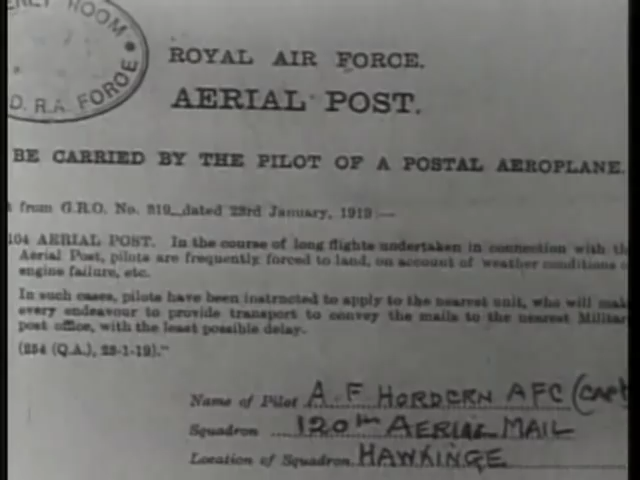 ROOM
D. R.A. FORCE
ROYAL AIR FORCE.
AERIAL POST.
BE CARRIED BY THE PILOT OF A POSTAL AEROPLANE.
from G.R.O. No. 819, dated 23rd January, 1919:—
104 AERIAL POST. In the course of long flights undertaken in connection with
Aerial Post, pilots are frequently forced to land, on account of weather conditions
engine failure, etc.
In such cases, pilots have been instructed to apply to the nearest unit, who will
every endeavour to provide transport to convey the mails to the nearest
post office, with the least possible delay.
(254 (Q.A.), 23-1-19)."
Name of Pilot A. F HORDERN AFC (CAPT
Squadron 120th AERIAL MAIL
Location of Squadron HAWKINGE